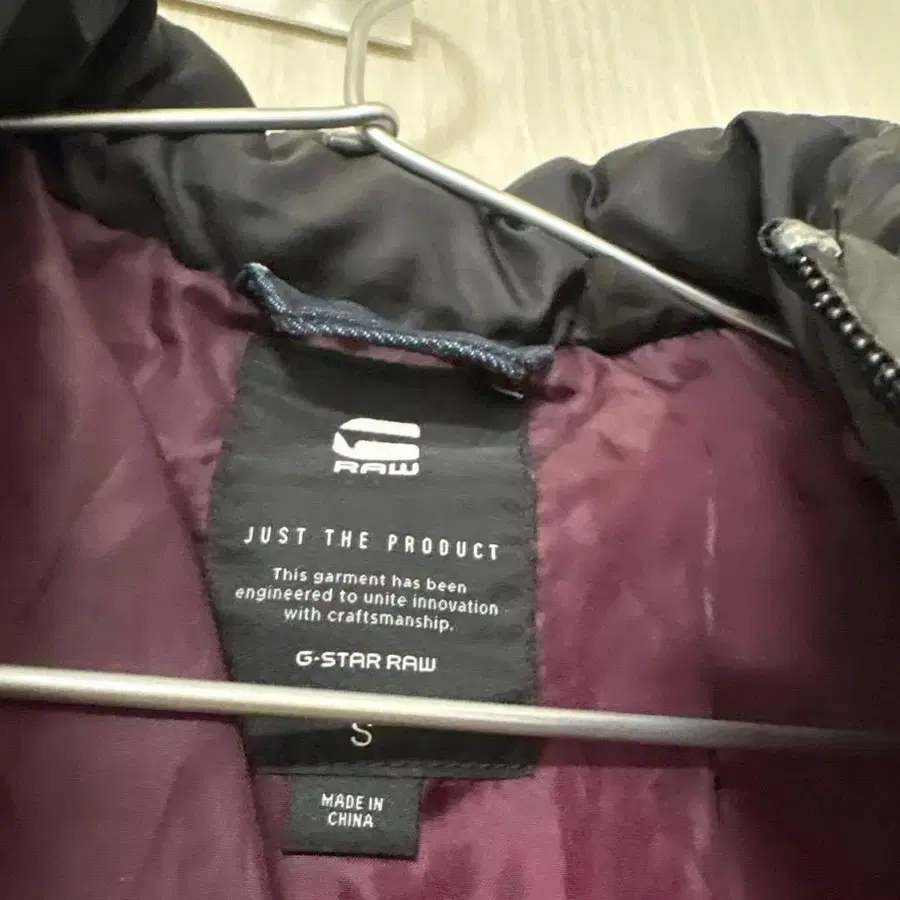 RAW
JUST THE PRODUCT
This garment has been
engineered to unite innovation
with craftsmanship.
G-STAR RAW
S
MADE IN
CHINA